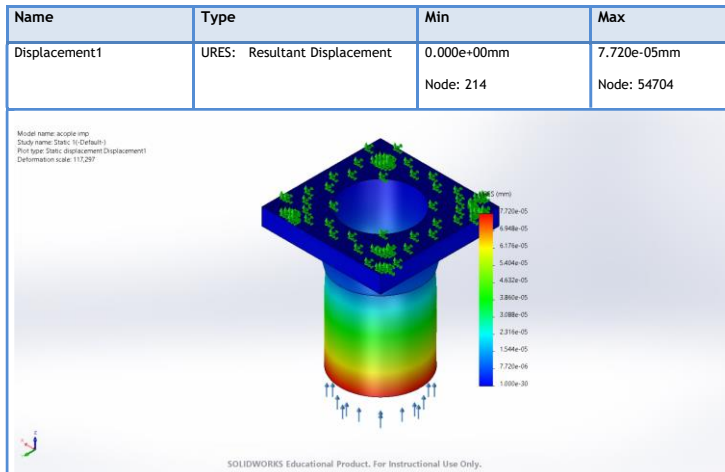 Name Type Min Max
Displacement1 URES: Resultant Displacement 0.000e+00mm 7.720e-05mm
Node: 214 Node: 54704
Model name: acople imp
Study name: Static 1(-Default-)
Plot type: Static displacement Displacement1
Deformation scale: 117,297
(mm)
7.720e-05
6.948e-05
6.176e-05
5.404e-05
4.632e-05
3.860e-05
3.088e-05
2.316e-05
1.544e-05
7.720e-06
1.000e-30
SOLIDWORKS Educational Product. For Instructional Use Only.